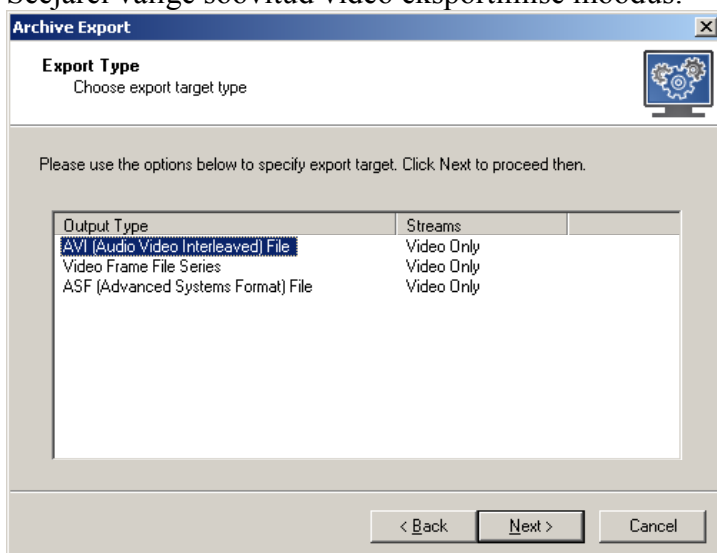 Seejärel valige soovitud video eksportimise moodus:
Archive Export
Export Type
Choose export target type
Please use the options below to specify export target. Click Next to proceed then.
Output Type Streams
AVI (Audio Video Interleaved) File Video Only
Video Frame File Series Video Only
ASF (Advanced Systems Format) File Video Only
< Back Next > Cancel